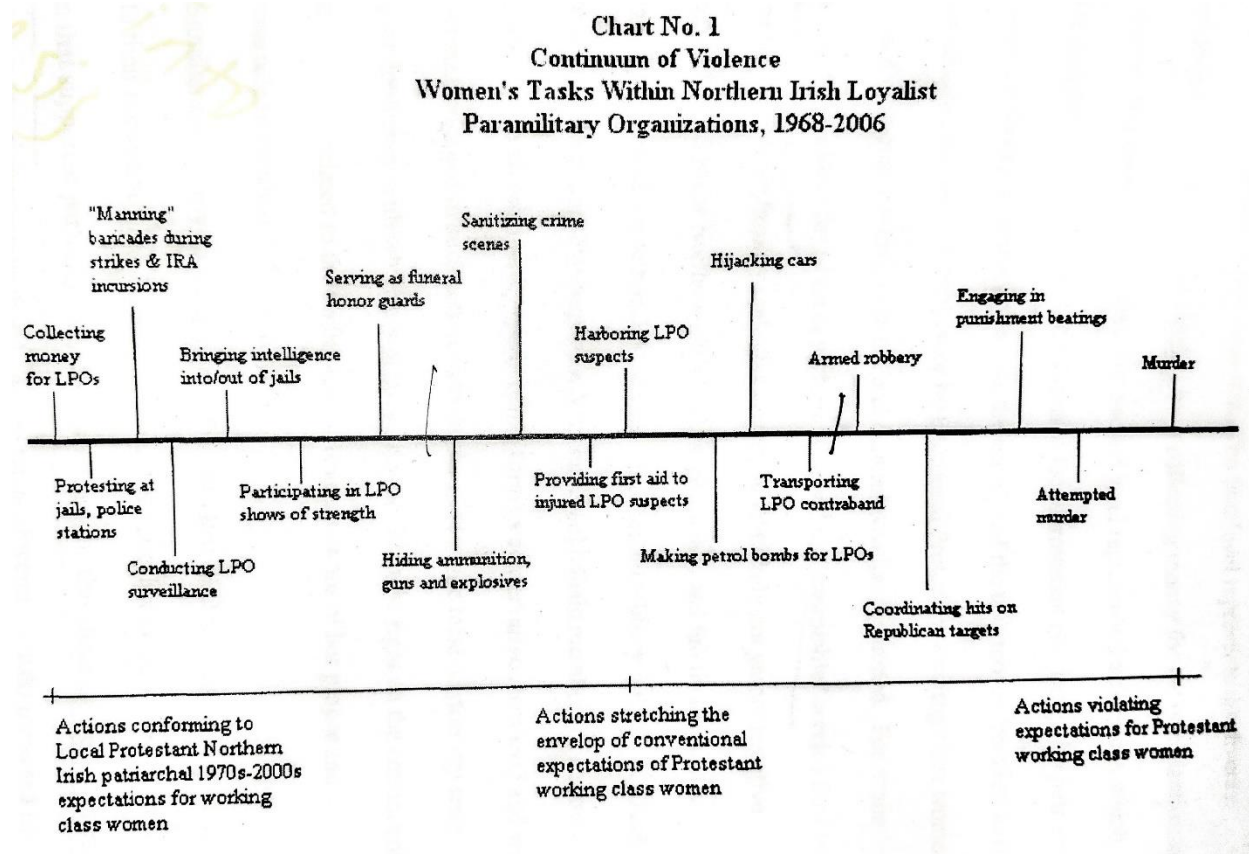 Chart No. 1
Continuum of Violence
Women's Tasks Within Northern Irish Loyalist
Paramilitary Organizations, 1968-2006
"Manning"
baricades during
strikes & IRA
incursions
Sanitizing crime
scenes
Serving as funeral
honor guards
Hijacking cars
Engaging in
punishment beatings
Collecting
money
for LPOs
Bringing intelligence
into/out of jails
Harboring LPO
suspects
Armed robbery
Murder
Protesting at
jails, police
stations
Participating in LPO
shows of strength
Providing first aid to
injured LPO suspects
Transporting
LPO contraband
Attempted
murder
Conducting LPO
surveillance
Hiding ammunition,
guns and explosives
Making petrol bombs for LPOs
Coordinating hits on
Republican targets
Actions conforming to
Local Protestant Northern
Irish patriarchal 1970s-2000s
expectations for working
class women
Actions stretching the
envelop of conventional
expectations of Protestant
working class women
Actions violating
expectations for Protestant
working class women